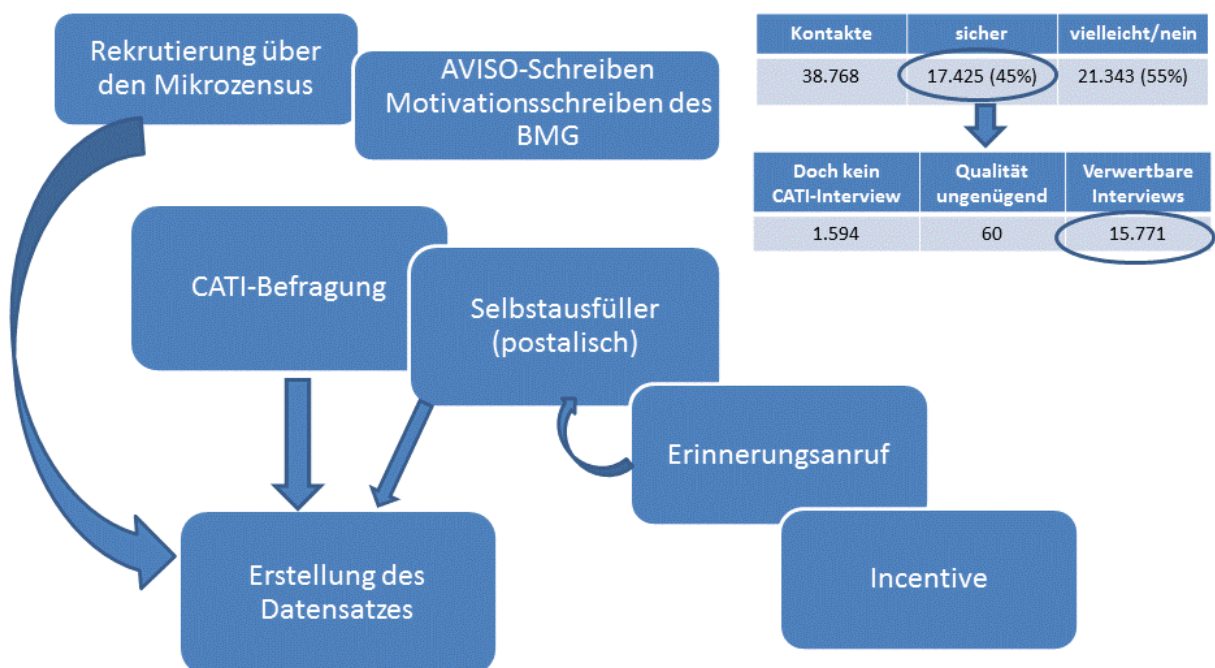 Rekrutierung über
den Mikrozensus
AVISO-Schreiben
Motivationsschreiben des
BMG
Kontakte sicher vielleicht/nein
38.768 17.425 (45%) 21.343 (55%)
Doch kein Qualität Verwertbare
CATI-Interview ungenügend Interviews
1.594 60 15.771
CATI-Befragung
Selbstausfüller
(postalisch)
Erinnerungsanruf
Incentive
Erstellung des
Datensatzes